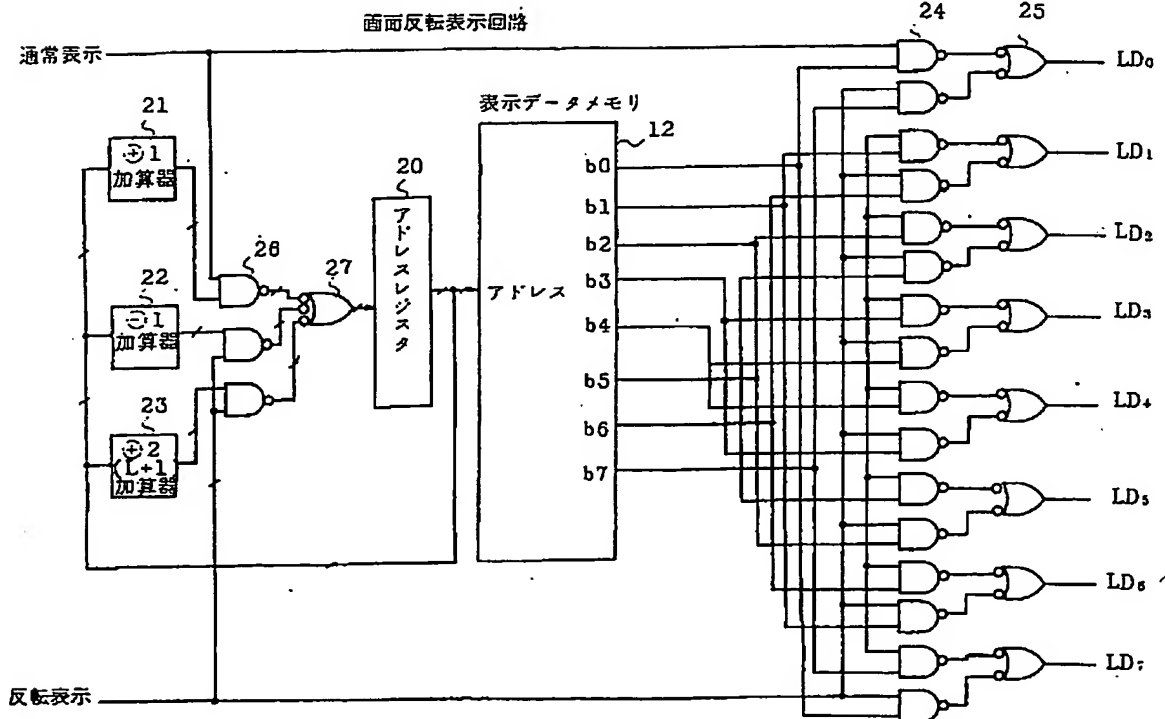 画面反転表示回路
通常表示
24
25
LD₀
21
⊕1
加算器
表示データメモリ
12
20
アドレスレジスタ
26
27
22
⊖1
加算器
23
⊕2
(L+1
加算器
アドレス
b0
b1
b2
b3
b4
b5
b6
b7
LD₁
LD₂
LD₃
LD₄
LD₅
LD₆
LD₇
反転表示